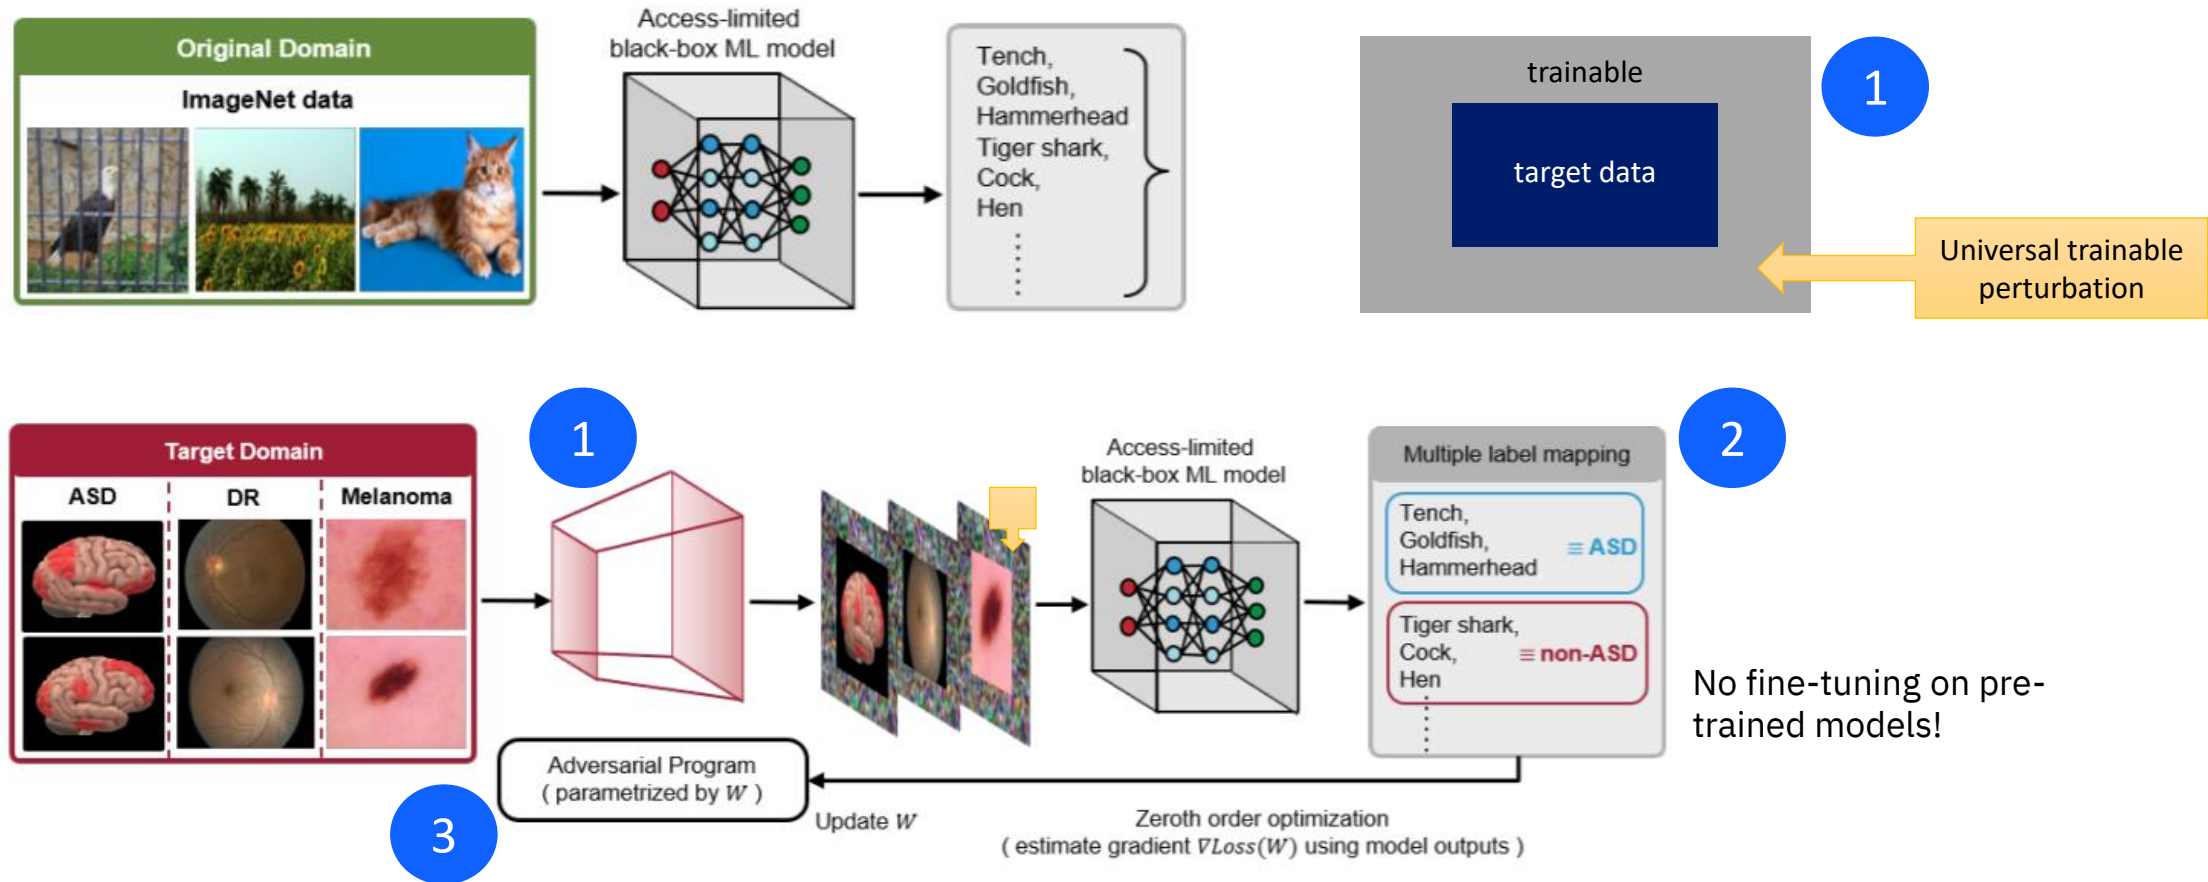 Original Domain
ImageNet data
Access-limited
black-box ML model
Tench,
Goldfish,
Hammerhead
Tiger shark,
Cock,
Hen
trainable
target data
1
Universal trainable
perturbation
Target Domain
ASD
DR
Melanoma
1
Access-limited
black-box ML model
Multiple label mapping
2
Tench,
Goldfish,
Hammerhead
≡ ASD
Tiger shark,
Cock,
Hen
≡ non-ASD
No fine-tuning on pre-
trained models!
Adversarial Program
( parametrized by W )
3
Update W
Zeroth order optimization
( estimate gradient ∇Loss(W) using model outputs )